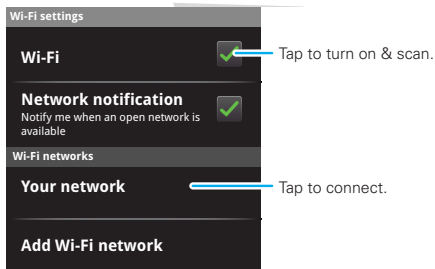 Wi-Fi settings
Wi-Fi
Tap to turn on & scan.
Network notification
Notify me when an open network is
available
Wi-Fi networks
Your network
Tap to connect.
Add Wi-Fi network